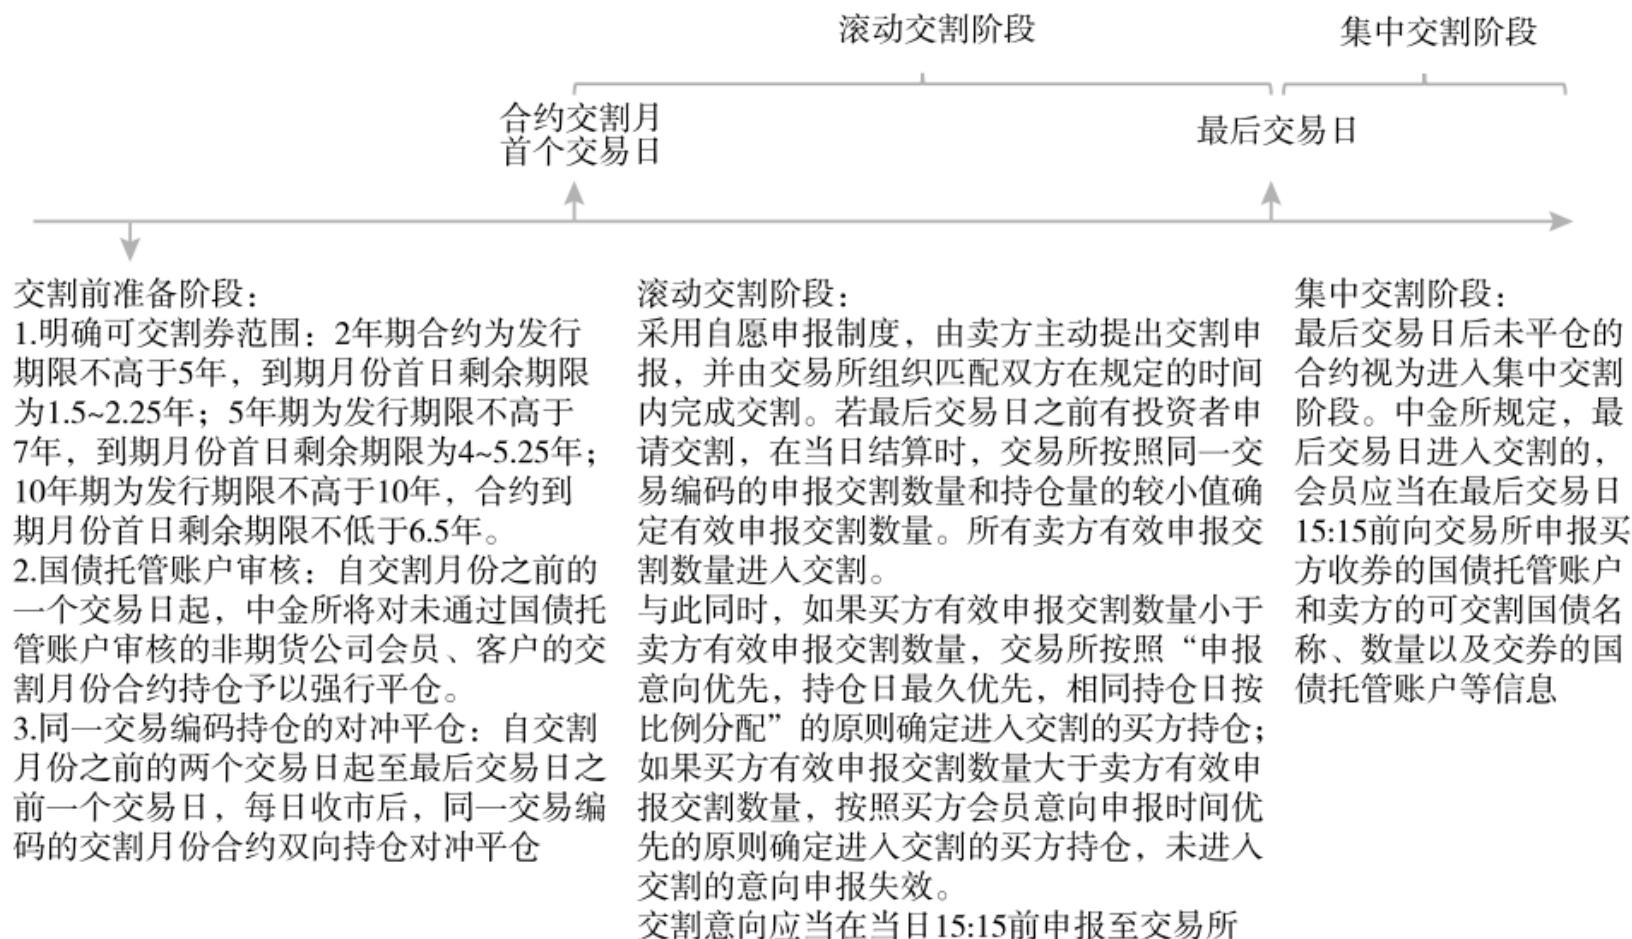 滚动交割阶段
集中交割阶段
合约交割月
首个交易日
最后交易日
交割前准备阶段：
1.明确可交割券范围：2年期合约为发行
期限不高于5年，到期月份首日剩余期限
为1.5~2.25年；5年期为发行期限不高于
7年，到期月份首日剩余期限为4~5.25年；
10年期为发行期限不高于10年，合约到
期月份首日剩余期限不低于6.5年。
2.国债托管账户审核：自交割月份之前的
一个交易日起，中金所将对未通过国债托
管账户审核的非期货公司会员、客户的交
割月份合约持仓予以强行平仓。
3.同一交易编码持仓的对冲平仓：自交割
月份之前的两个交易日起至最后交易日之
前一个交易日，每日收市后，同一交易编
码的交割月份合约双向持仓对冲平仓
滚动交割阶段：
采用自愿申报制度，由卖方主动提出交割申
报，并由交易所组织匹配双方在规定的时间
内完成交割。若最后交易日之前有投资者申
请交割，在当日结算时，交易所按照同一交
易编码的申报交割数量和持仓量的较小值确
定有效申报交割数量。所有卖方有效申报交
割数量进入交割。
与此同时，如果买方有效申报交割数量小于
卖方有效申报交割数量，交易所按照“申报
意向优先，持仓日最久优先，相同持仓日按
比例分配”的原则确定进入交割的买方持仓；
如果买方有效申报交割数量大于卖方有效申
报交割数量，按照买方会员意向申报时间优
先的原则确定进入交割的买方持仓，未进入
交割的意向申报失效。
交割意向应当在当日15:15前申报至交易所
集中交割阶段：
最后交易日后未平仓的
合约视为进入集中交割
阶段。中金所规定，最
后交易日进入交割的，
会员应当在最后交易日
15:15前向交易所申报买
方收券的国债托管账户
和卖方的可交割国债名
称、数量以及交券的国
债托管账户等信息